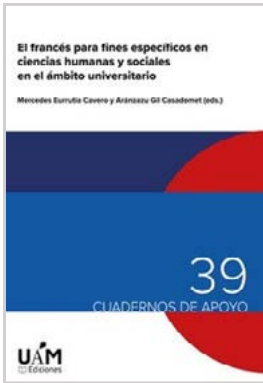 El francés para fines específicos en
ciencias humanas y sociales
en el ámbito universitario
Mercedes Eurrutia Cavero y Aránzazu Gil Casadomet (eds.)
39
CUADERNOS DE APOYO
UAM
Ediciones